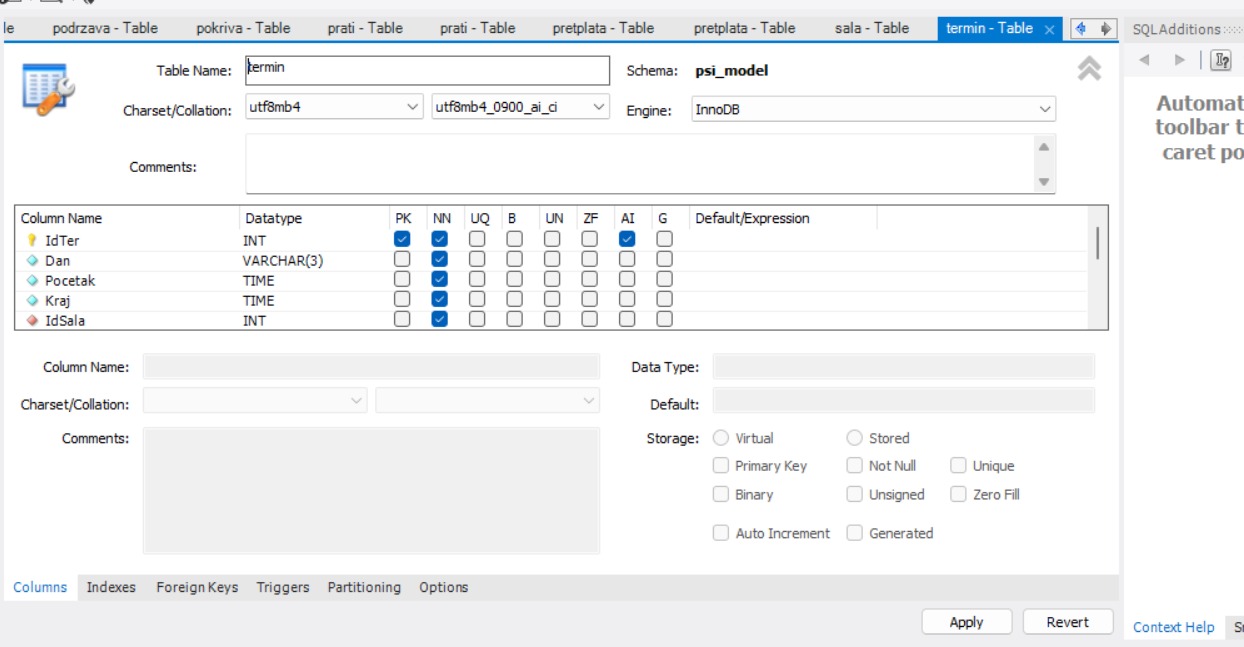 le podrzava - Table pokriva - Table prati - Table prati - Table pretplata - Table pretplata - Table sala - Table termin - Table SQLAdditions
Table Name: termin Schema: psi_model
Charset/Collation: utf8mb4 utf8mb4_0900_ai_ci Engine: InnoDB
Comments:
Automat
toolbar t
caret po
Column Name Datatype PK NN UQ B UN ZF AI G Default/Expression
IdTer INT
Dan VARCHAR(3)
Pocetak TIME
Kraj TIME
IdSala INT
Column Name: Data Type:
Charset/Collation: Default:
Comments: Storage: Virtual Stored
Primary Key Not Null Unique
Binary Unsigned Zero Fill
Auto Increment Generated
Columns Indexes Foreign Keys Triggers Partitioning Options
Apply Revert
Context Help Sn